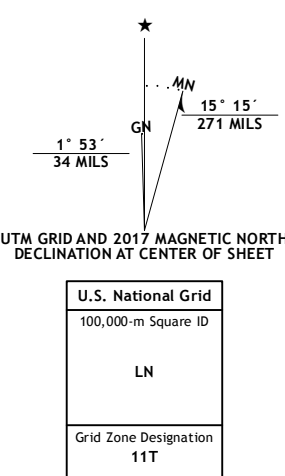 ★
MN
15° 15´
271 MILS
GN
1° 53´
34 MILS
UTM GRID AND 2017 MAGNETIC NORTH
DECLINATION AT CENTER OF SHEET
U.S. National Grid
100,000-m Square ID
LN
Grid Zone Designation
11T